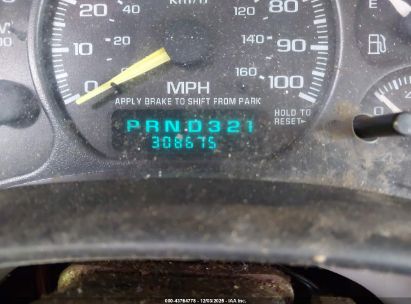 km/h
20
80
10
40
140
90
0
20
160
100
MPH
APPLY BRAKE TO SHIFT FROM PARK
PRND321
308675
HOLD TO
RESET
E